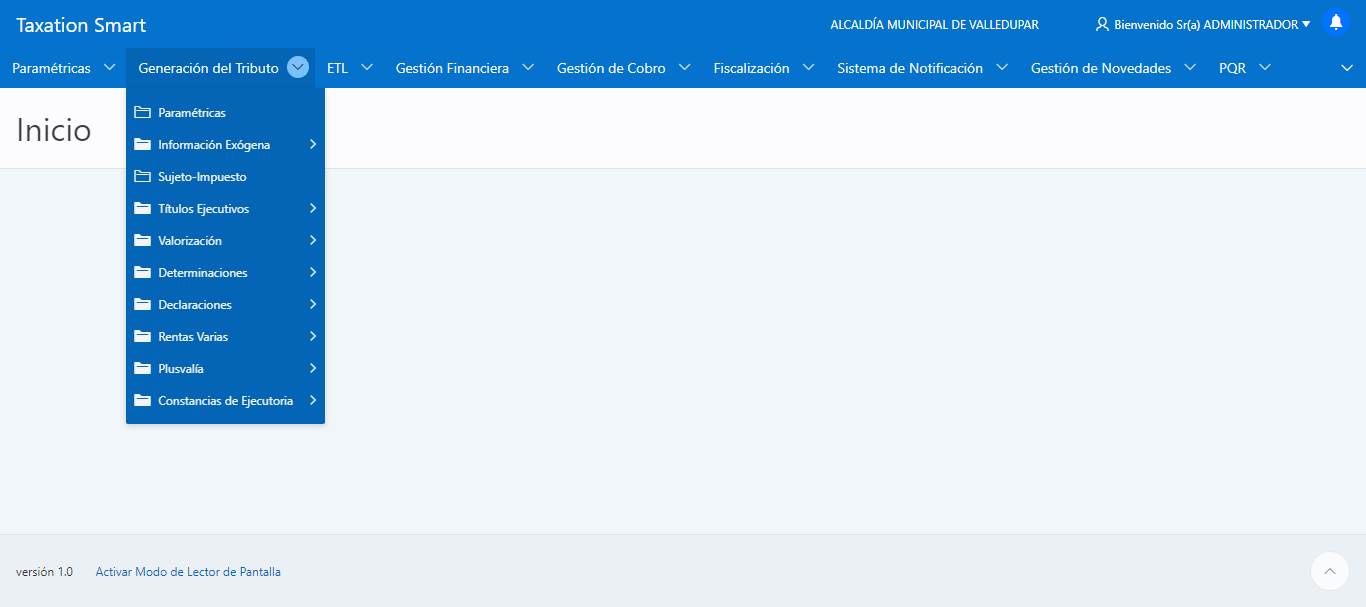 Taxation Smart
ALCALDÍA MUNICIPAL DE VALLEDUPAR
Bienvenido Sr(a) ADMINISTRADOR
Paramétricas
Generación del Tributo
ETL
Gestión Financiera
Gestión de Cobro
Fiscalización
Sistema de Notificación
Gestión de Novedades
PQR
Inicio
Paramétricas
Información Exógena
Sujeto-Impuesto
Títulos Ejecutivos
Valorización
Determinaciones
Declaraciones
Rentas Varias
Plusvalía
Constancias de Ejecutoria
versión 1.0
Activar Modo de Lector de Pantalla